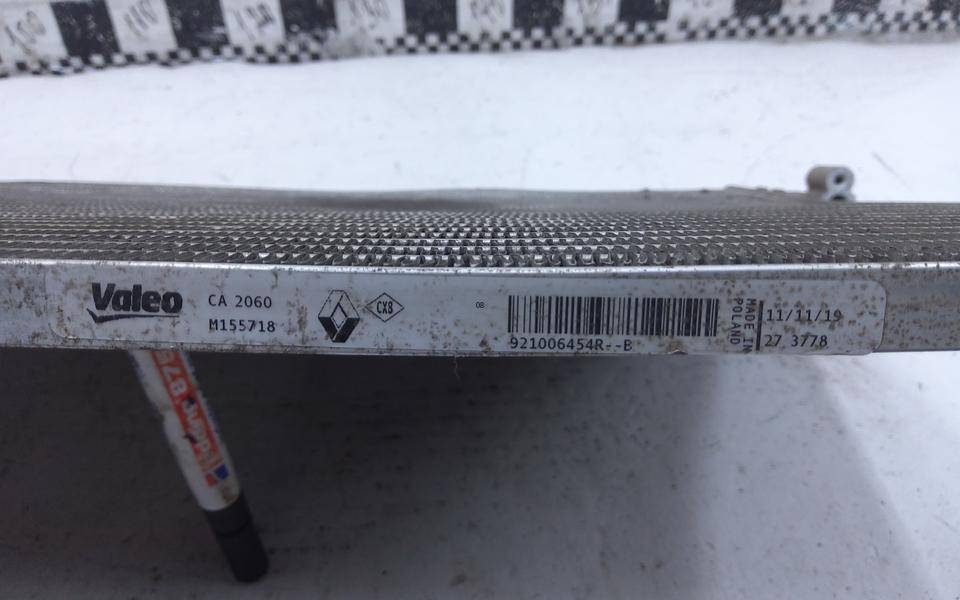 Valeo
CA 2060
M155718
CX8
08
921006454R--B
MADE IN
POLAND
11/11/19
27 3778